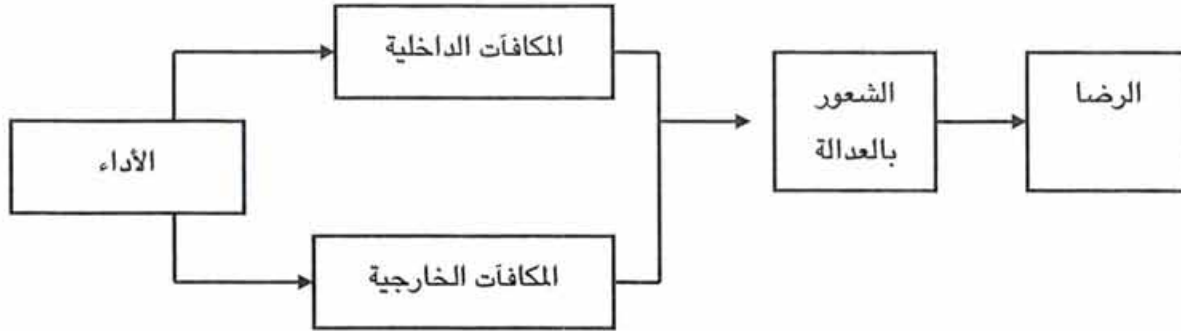 المكافآت الداخلية
الأداء
المكافآت الخارجية
الشعور
بالعدالة
الرضا